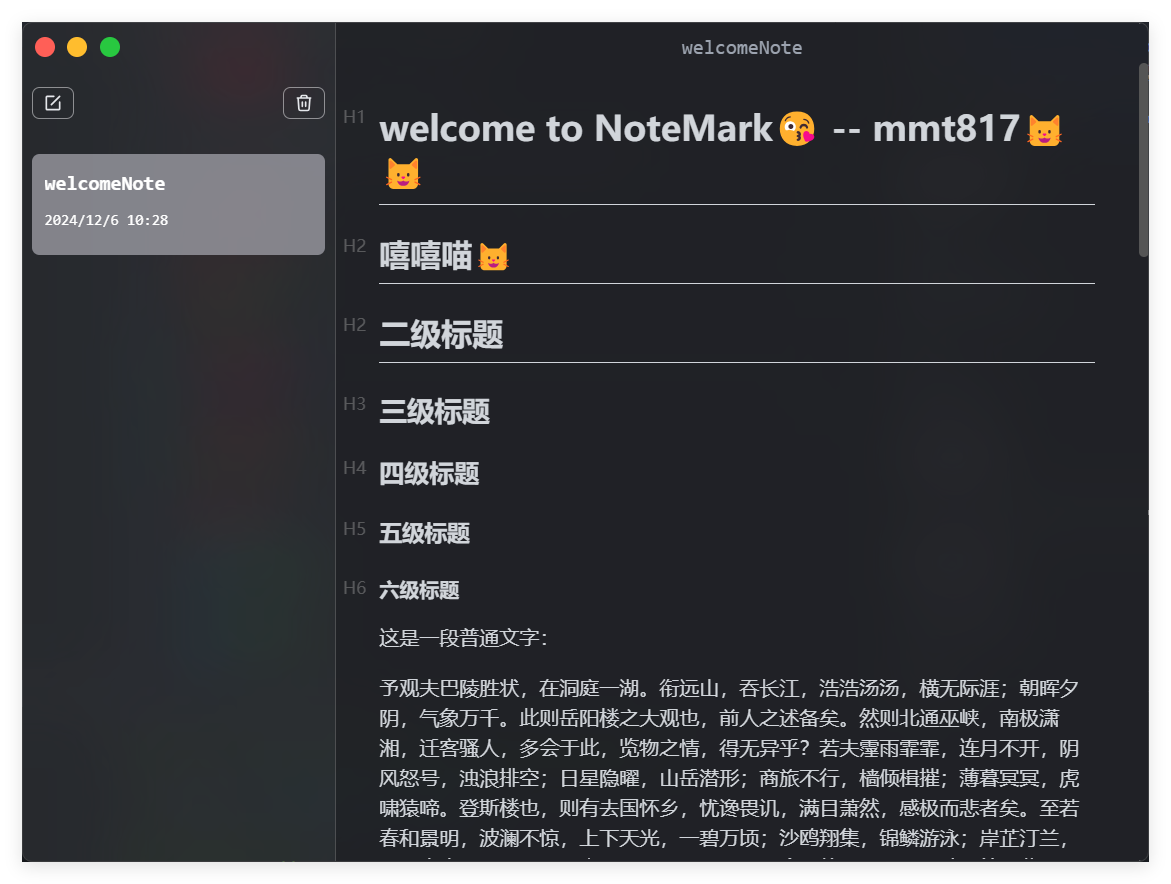 welcomeNote
welcomeNote
2024/12/6 10:28
H1
welcome to NoteMark😘 -- mmt817🐱
🐱
H2
嘻嘻喵🐱
H2
二级标题
H3
三级标题
H4
四级标题
H5
五级标题
H6
六级标题
这是一段普通文字：
予观夫巴陵胜状，在洞庭一湖。衔远山，吞长江，浩浩汤汤，横无际涯；朝晖夕
阴，气象万千。此则岳阳楼之大观也，前人之述备矣。然则北通巫峡，南极潇
湘，迁客骚人，多会于此，览物之情，得无异乎？若夫霪雨霏霏，连月不开，阴
风怒号，浊浪排空；日星隐曜，山岳潜形；商旅不行，樯倾楫摧；薄暮冥冥，虎
啸猿啼。登斯楼也，则有去国怀乡，忧谗畏讥，满目萧然，感极而悲者矣。至若
春和景明，波澜不惊，上下天光，一碧万顷；沙鸥翔集，锦鳞游泳；岸芷汀兰，